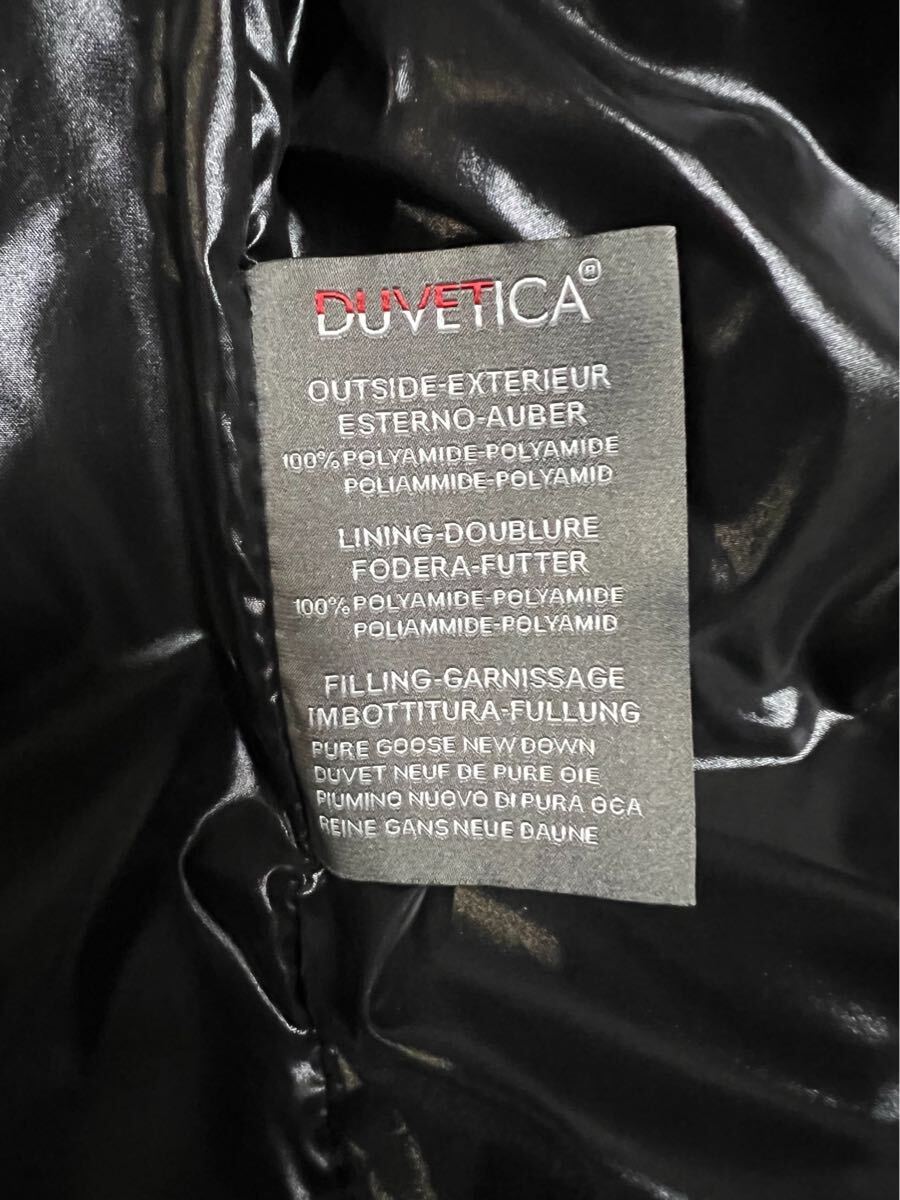 DUVETICA®
OUTSIDE-EXTERIEUR
ESTERNO-AUBER
100% POLYAMIDE-POLYAMIDE
POLIAMMIDE-POLYAMID
LINING-DOUBLURE
FODERA-FUTTER
100% POLYAMIDE-POLYAMIDE
POLIAMMIDE-POLYAMID
FILLING-GARNISSAGE
IMBOTTITURA-FULLUNG
PURE GOOSE NEW DOWN
DUVET NEUF DE PURE OIE
PIUMINO NUOVO DI PURA OCA
REINE GANS NEUE DAUNE